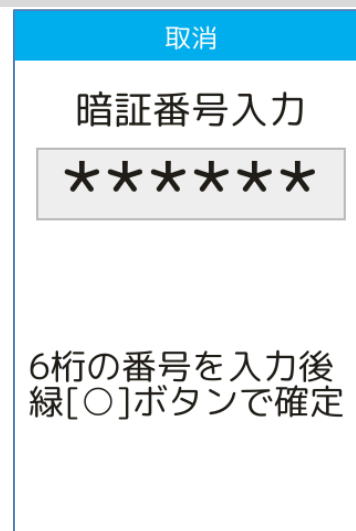 取消
暗証番号入力
******
6桁の番号を入力後
緑[○]ボタンで確定